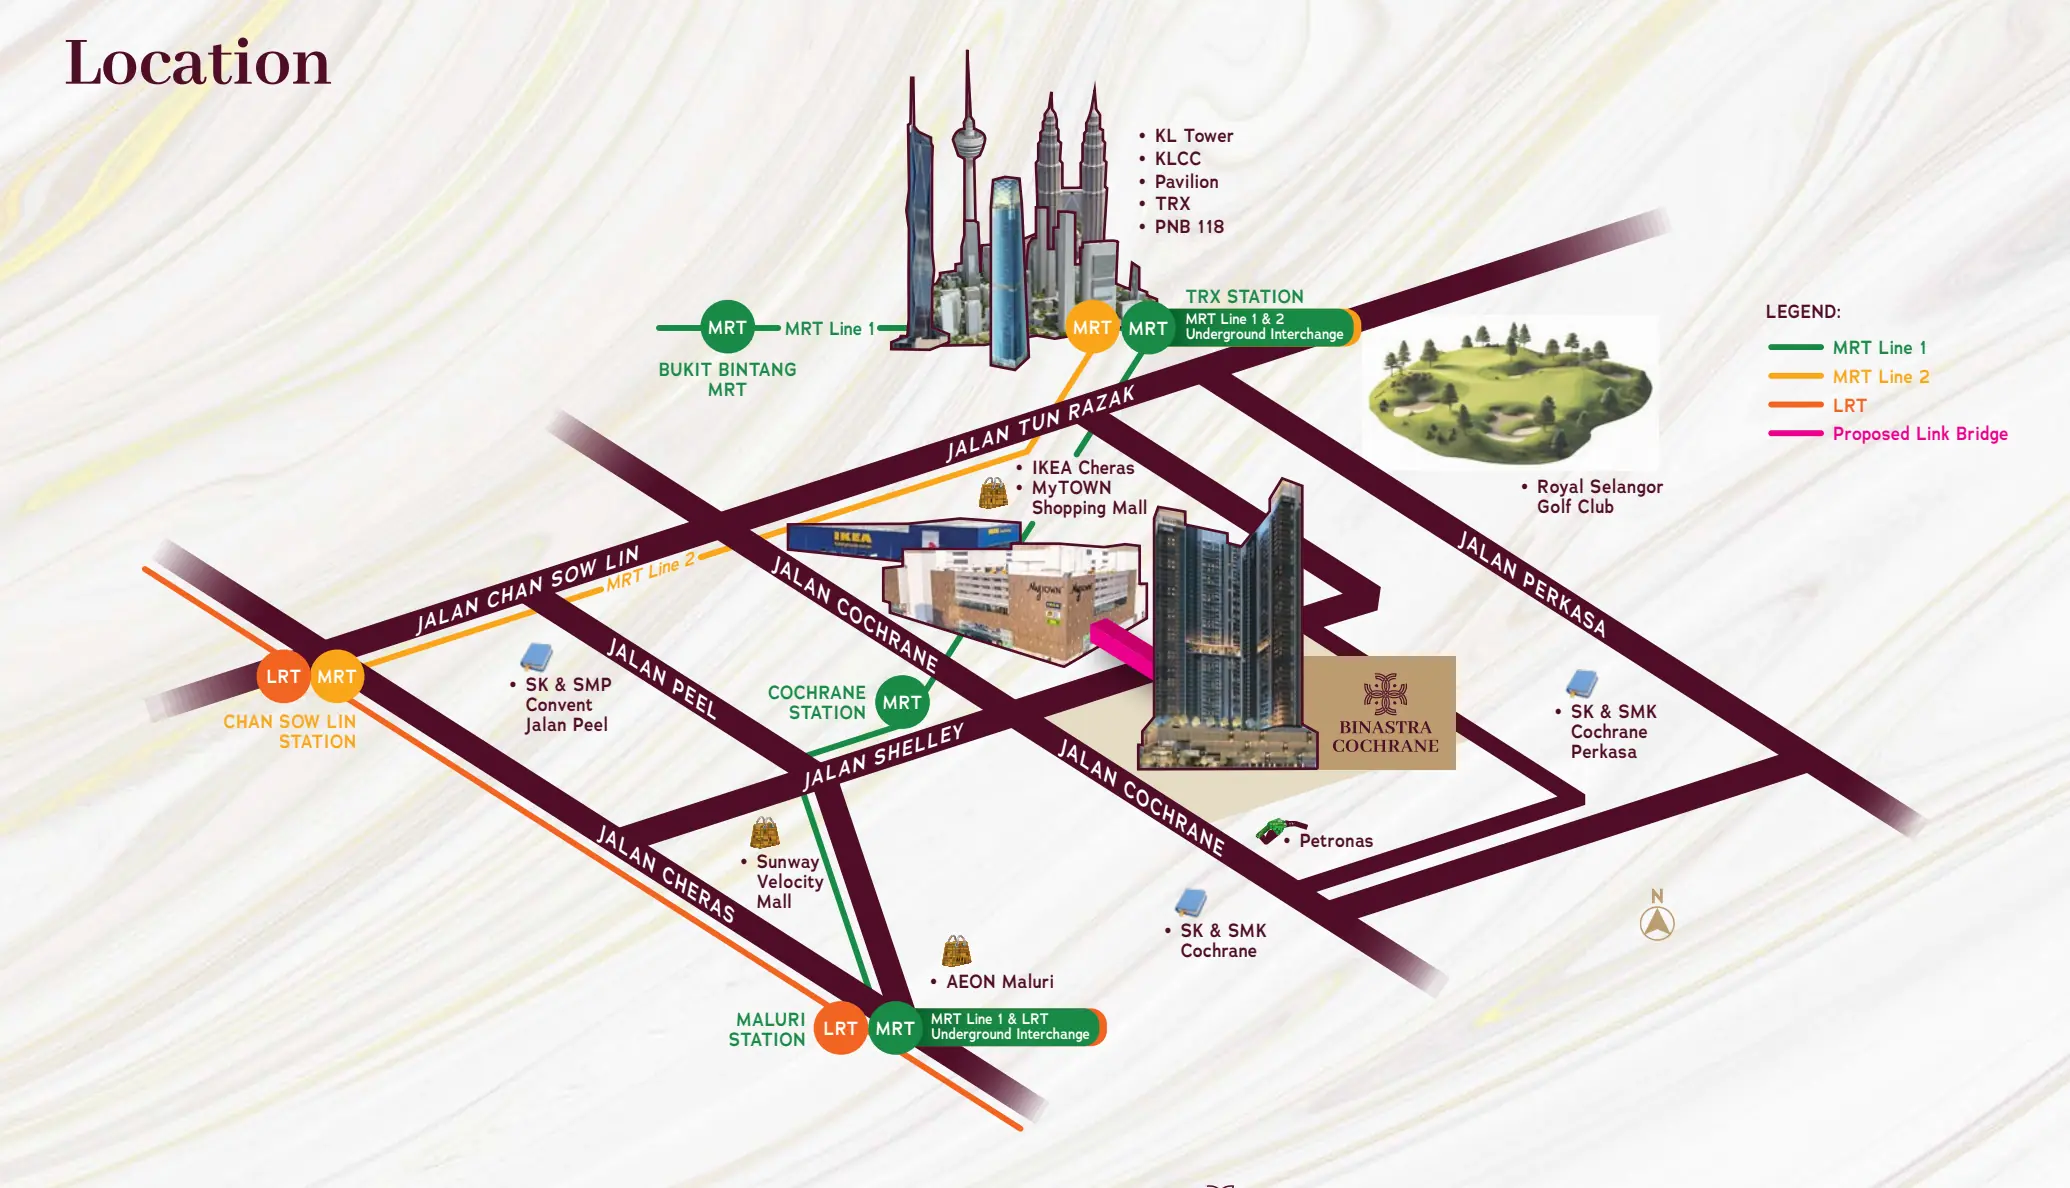 Location
• KL Tower
• KLCC
• Pavilion
• TRX
• PNB 118
TRX STATION
MRT Line 1 & 2
Underground Interchange
MRT
MRT
MRT
MRT Line 1
BUKIT BINTANG
MRT
LEGEND:
MRT Line 1
MRT Line 2
LRT
Proposed Link Bridge
JALAN TUN RAZAK
• IKEA Cheras
• MyTOWN
Shopping Mall
• Royal Selangor
Golf Club
IKEA
MyTOWN
MyTOWN
JALAN CHAN SOW LIN
MRT Line 2
JALAN COCHRANE
JALAN PERKASA
JALAN PEEL
LRT
MRT
CHAN SOW LIN
STATION
• SK & SMP
Convent
Jalan Peel
COCHRANE
STATION
MRT
JALAN SHELLEY
BINASTRA
COCHRANE
• SK & SMK
Cochrane
Perkasa
JALAN COCHRANE
JALAN CHERAS
• Sunway
Velocity
Mall
• Petronas
• SK & SMK
Cochrane
N
• AEON Maluri
MALURI
STATION
LRT
MRT
MRT Line 1 & LRT
Underground Interchange